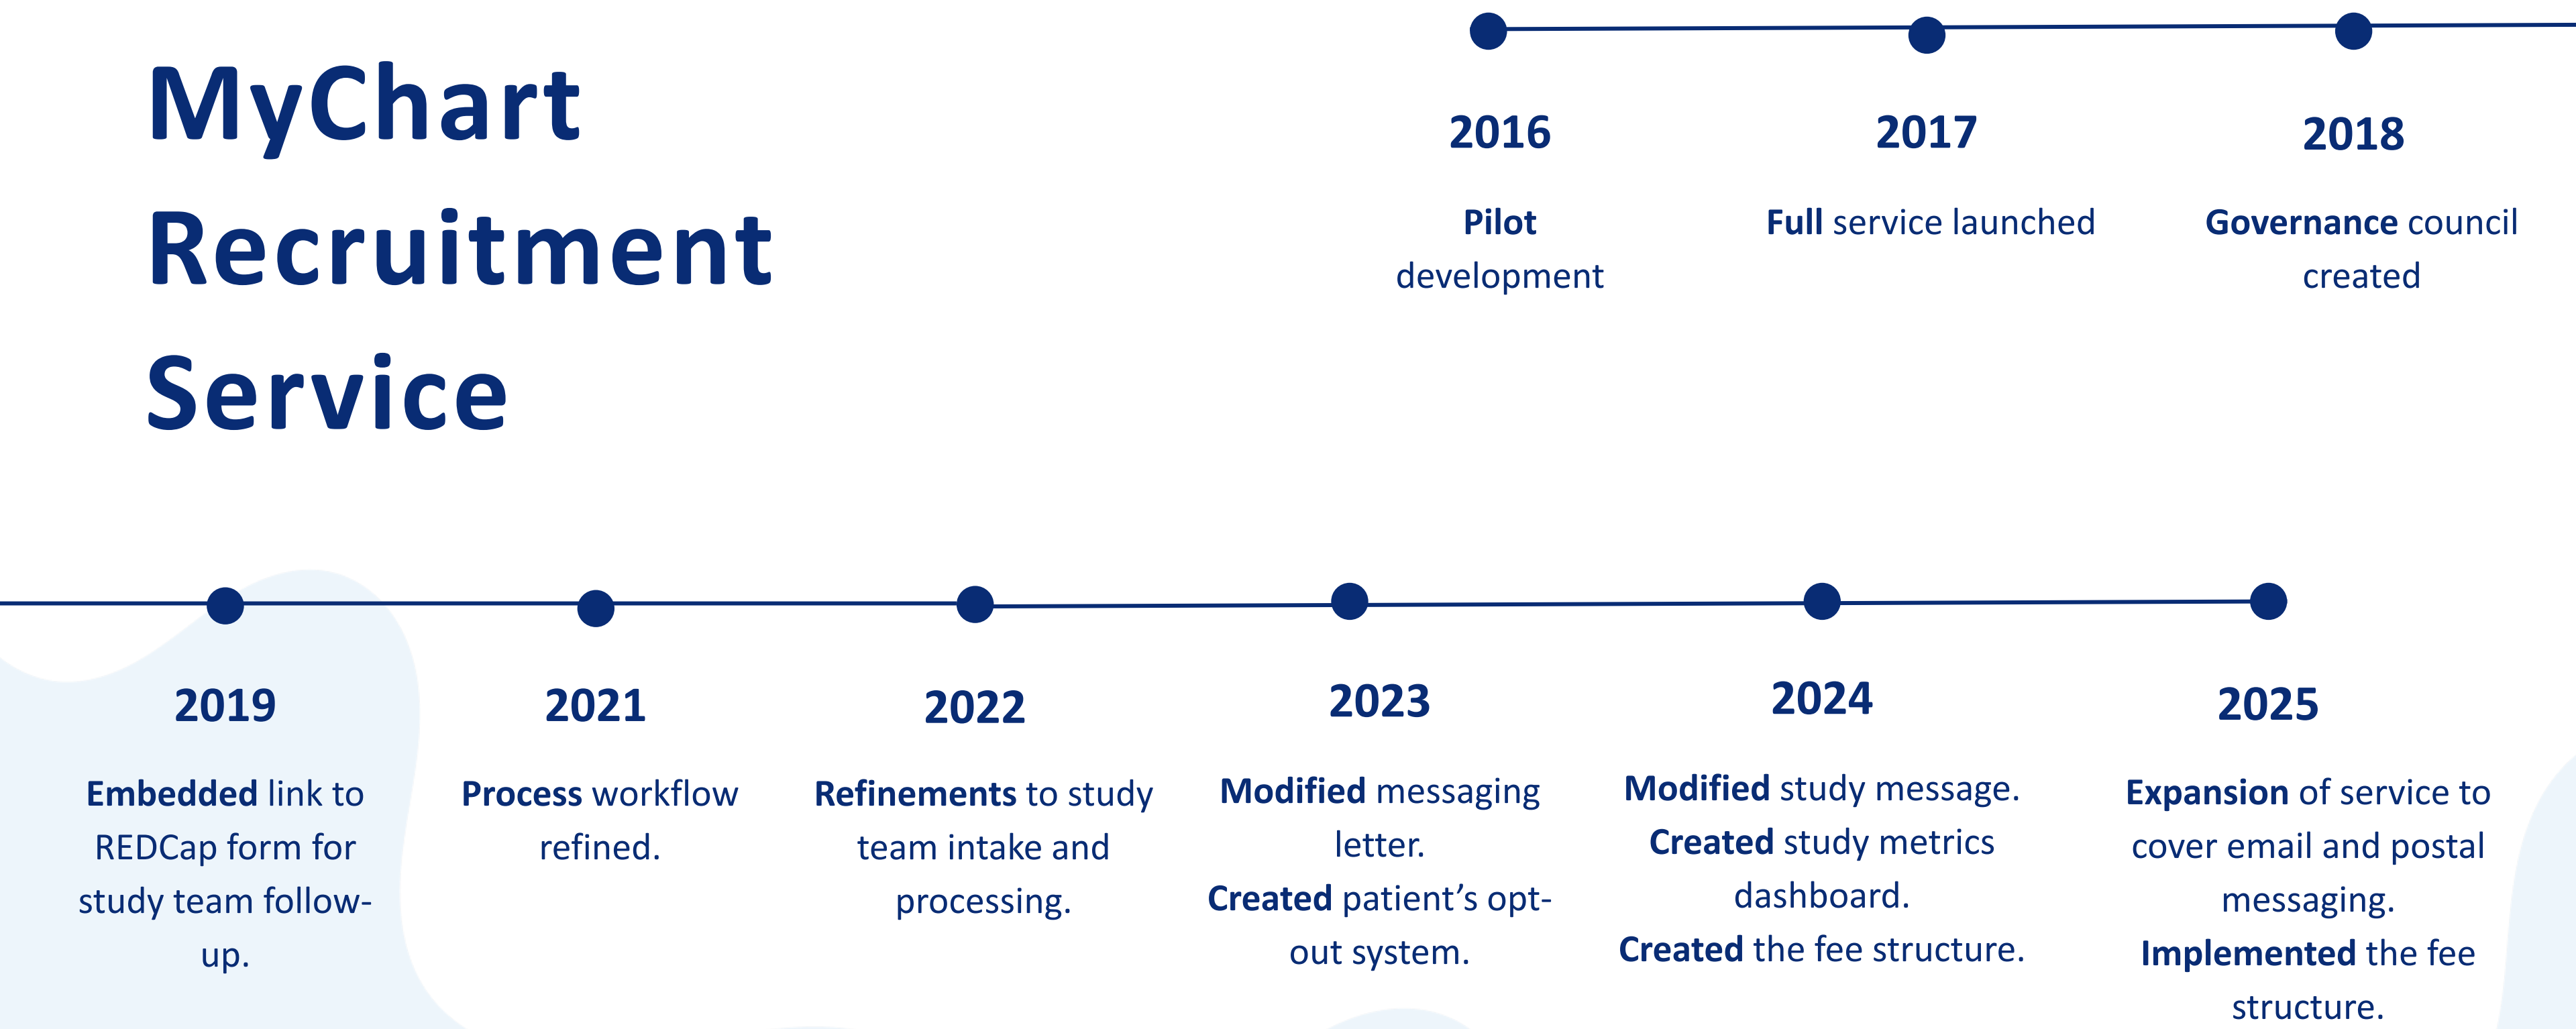 MyChart
Recruitment
Service
2016
Pilot
development
2017
Full service launched
2018
Governance council
created
2019
Embedded link to
REDCap form for
study team follow-
up.
2021
Process workflow
refined.
2022
Refinements to study
team intake and
processing.
2023
Modified messaging
letter.
Created patient’s opt-
out system.
2024
Modified study message.
Created study metrics
dashboard.
Created the fee structure.
2025
Expansion of service to
cover email and postal
messaging.
Implemented the fee
structure.